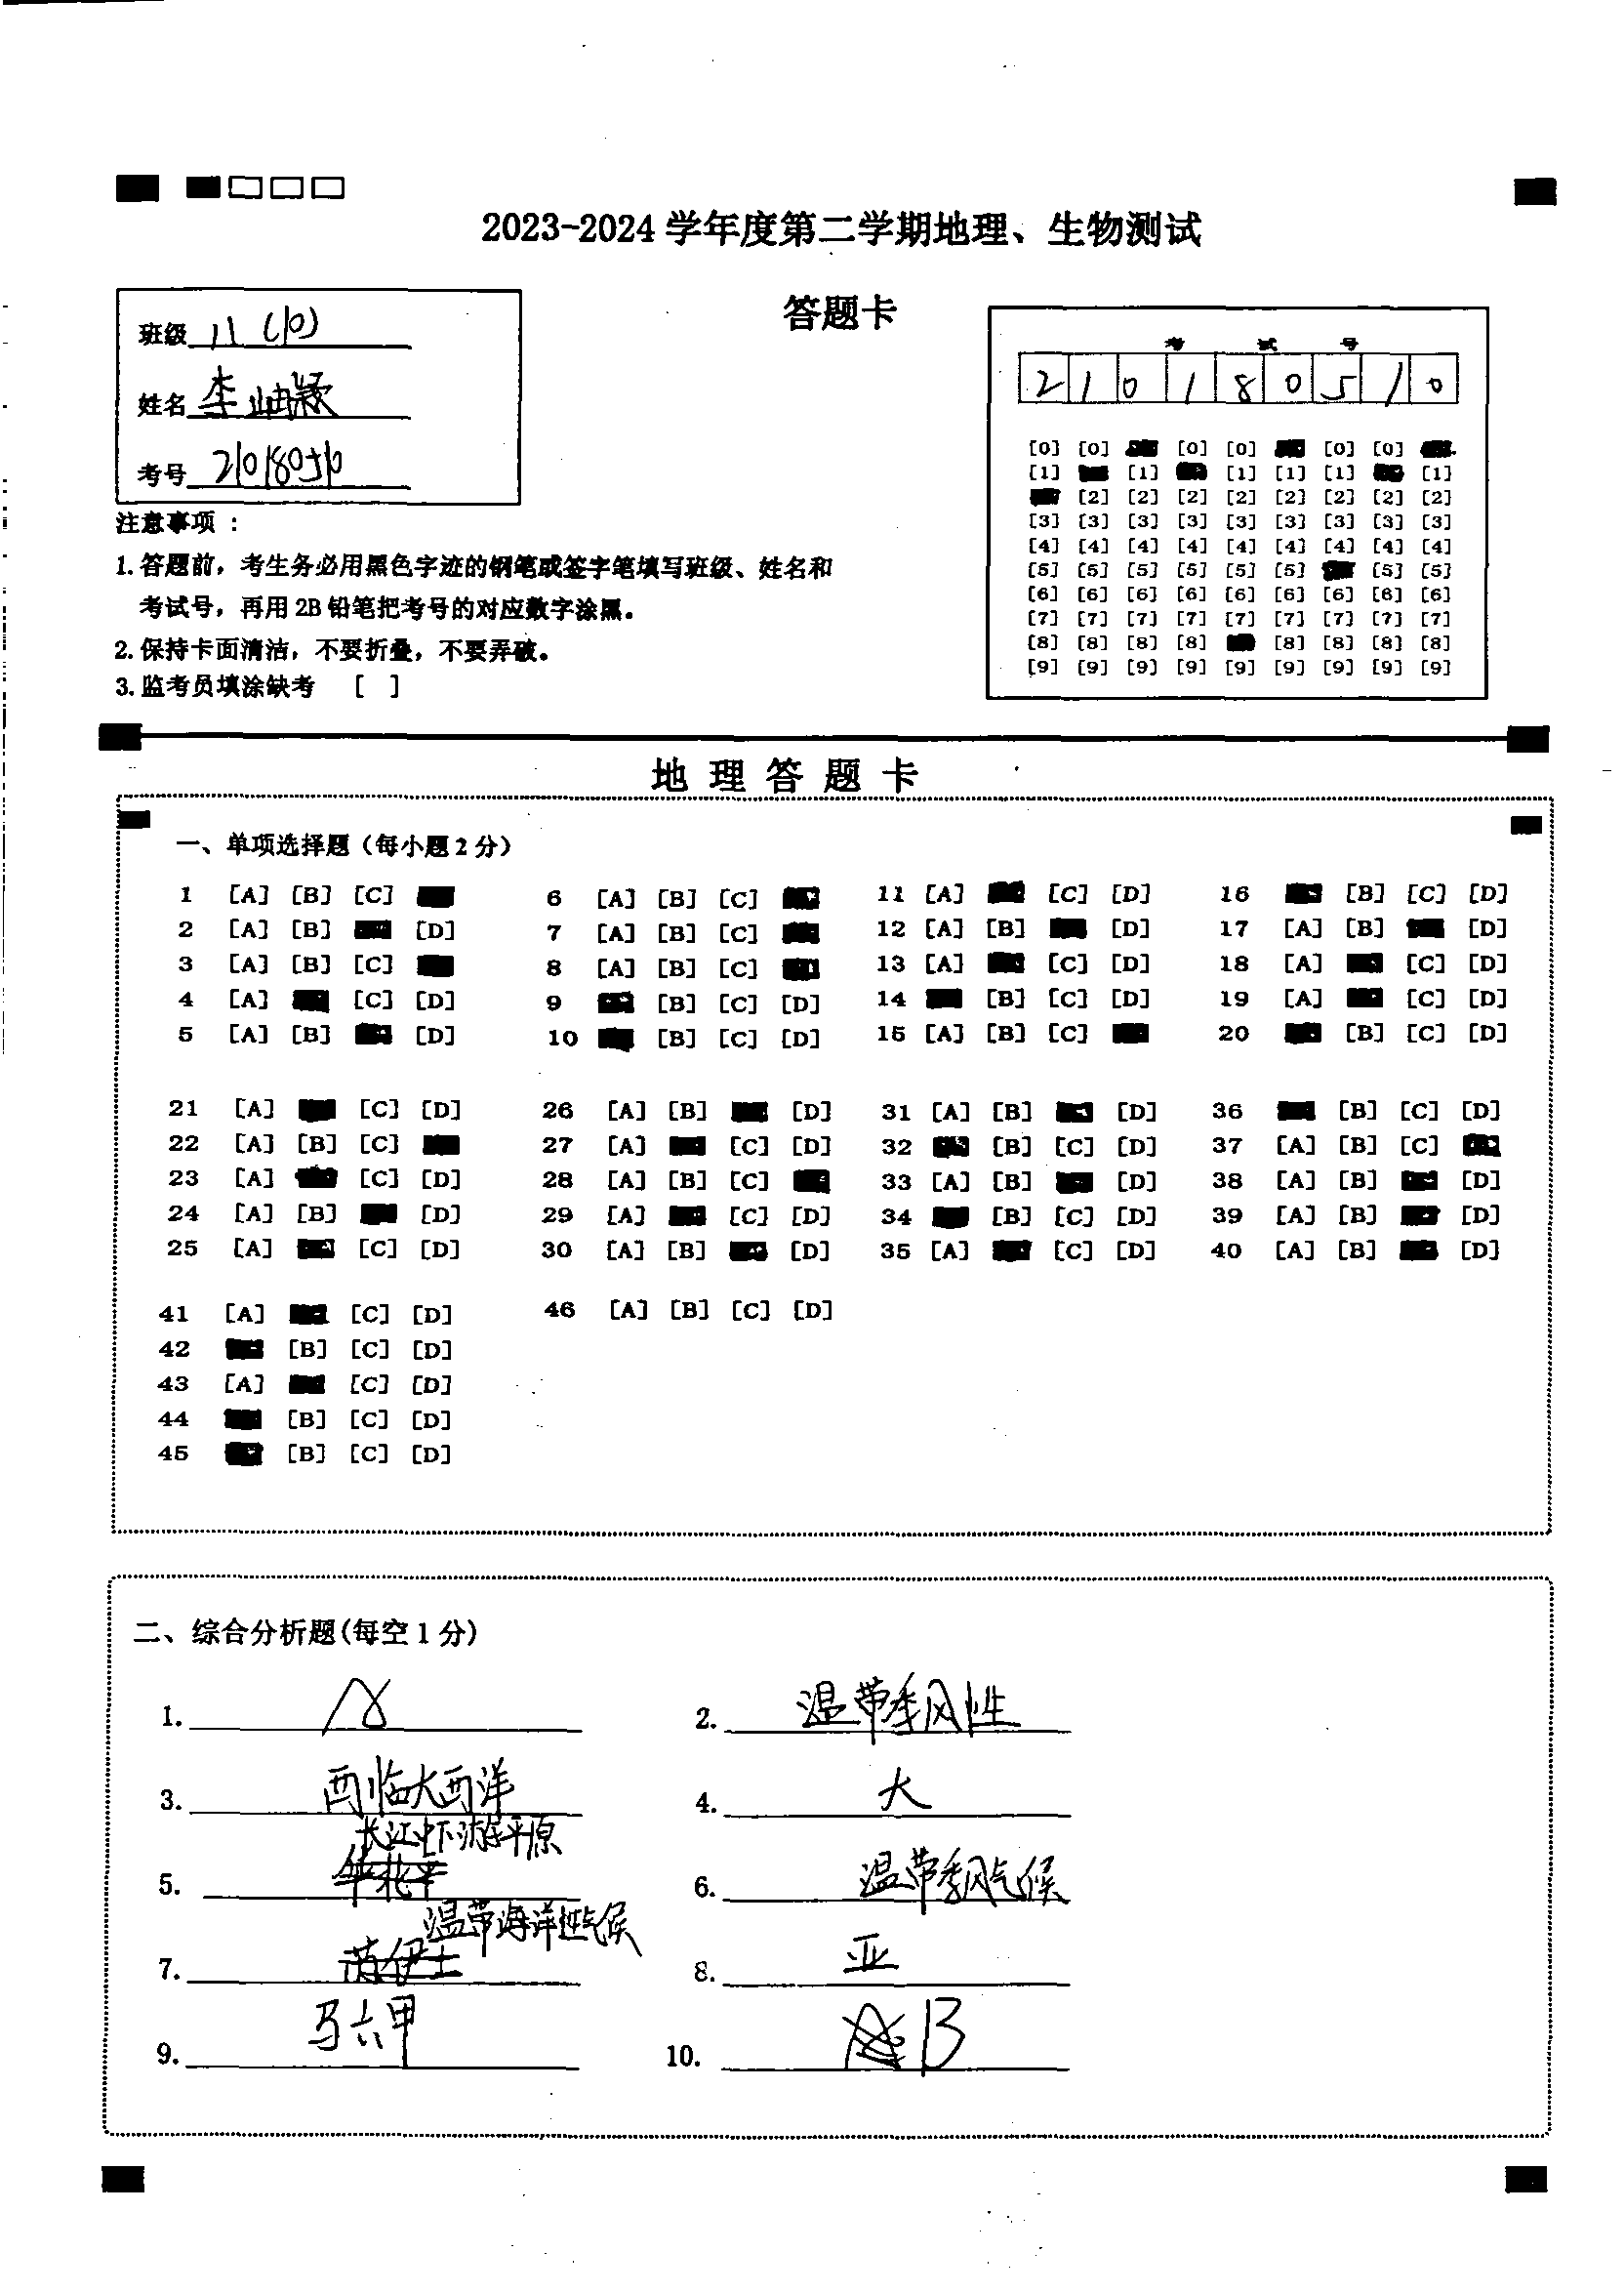 2023-2024 学年度第二学期地理、生物测试
答题卡
班级 八(10)
姓名 李 颖
考号 210180510
考 试 号
2 1 0 1 8 0 5 1 0
[0] [0] [0] [0] [0] [0]
[1] [1] [1] [1] [1] [1]
[2] [2] [2] [2] [2] [2] [2] [2]
[3] [3] [3] [3] [3] [3] [3] [3] [3]
[4] [4] [4] [4] [4] [4] [4] [4] [4]
[5] [5] [5] [5] [5] [5] [5] [5]
[6] [6] [6] [6] [6] [6] [6] [6] [6]
[7] [7] [7] [7] [7] [7] [7] [7] [7]
[8] [8] [8] [8] [8] [8] [8] [8]
[9] [9] [9] [9] [9] [9] [9] [9] [9]
注意事项：
1. 答题前，考生务必用黑色字迹的钢笔或签字笔填写班级、姓名和
考试号，再用 2B 铅笔把考号的对应数字涂黑。
2. 保持卡面清洁，不要折叠，不要弄破。
3. 监考员填涂缺考 [ ]
地 理 答 题 卡
一、单项选择题（每小题 2 分）
1 [A] [B] [C] 6 [A] [B] [C] 11 [A] [C] [D] 16 [B] [C] [D]
2 [A] [B] [D] 7 [A] [B] [C] 12 [A] [B] [D] 17 [A] [B] [D]
3 [A] [B] [C] 8 [A] [B] [C] 13 [A] [C] [D] 18 [A] [C] [D]
4 [A] [C] [D] 9 [B] [C] [D] 14 [B] [C] [D] 19 [A] [C] [D]
5 [A] [B] [D] 10 [B] [C] [D] 15 [A] [B] [C] 20 [B] [C] [D]
21 [A] [C] [D] 26 [A] [B] [D] 31 [A] [B] [D] 36 [B] [C] [D]
22 [A] [B] [C] 27 [A] [C] [D] 32 [B] [C] [D] 37 [A] [B] [C]
23 [A] [C] [D] 28 [A] [B] [C] 33 [A] [B] [D] 38 [A] [B] [D]
24 [A] [B] [D] 29 [A] [C] [D] 34 [B] [C] [D] 39 [A] [B] [D]
25 [A] [C] [D] 30 [A] [B] [D] 35 [A] [C] [D] 40 [A] [B] [D]
41 [A] [C] [D] 46 [A] [B] [C] [D]
42 [B] [C] [D]
43 [A] [C] [D]
44 [B] [C] [D]
45 [B] [C] [D]
二、综合分析题(每空 1 分)
1. 2. 温带季风性
3. 西临大西洋 4. 大
长江中下游平原
5. 华北平 6. 温带季风气候
温带海洋性气候
7. 苏伊士 8. 亚
9. 马六甲 10. B